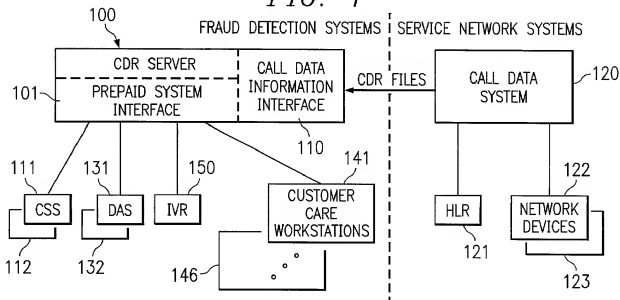 FIG. 1
100
FRAUD DETECTION SYSTEMS
SERVICE NETWORK SYSTEMS
CDR SERVER
101
PREPAID SYSTEM
INTERFACE
CALL DATA
INFORMATION
INTERFACE
110
CDR FILES
CALL DATA
SYSTEM
120
111
CSS
112
131
DAS
132
150
IVR
141
CUSTOMER
CARE
WORKSTATIONS
146
HLR
121
122
NETWORK
DEVICES
123